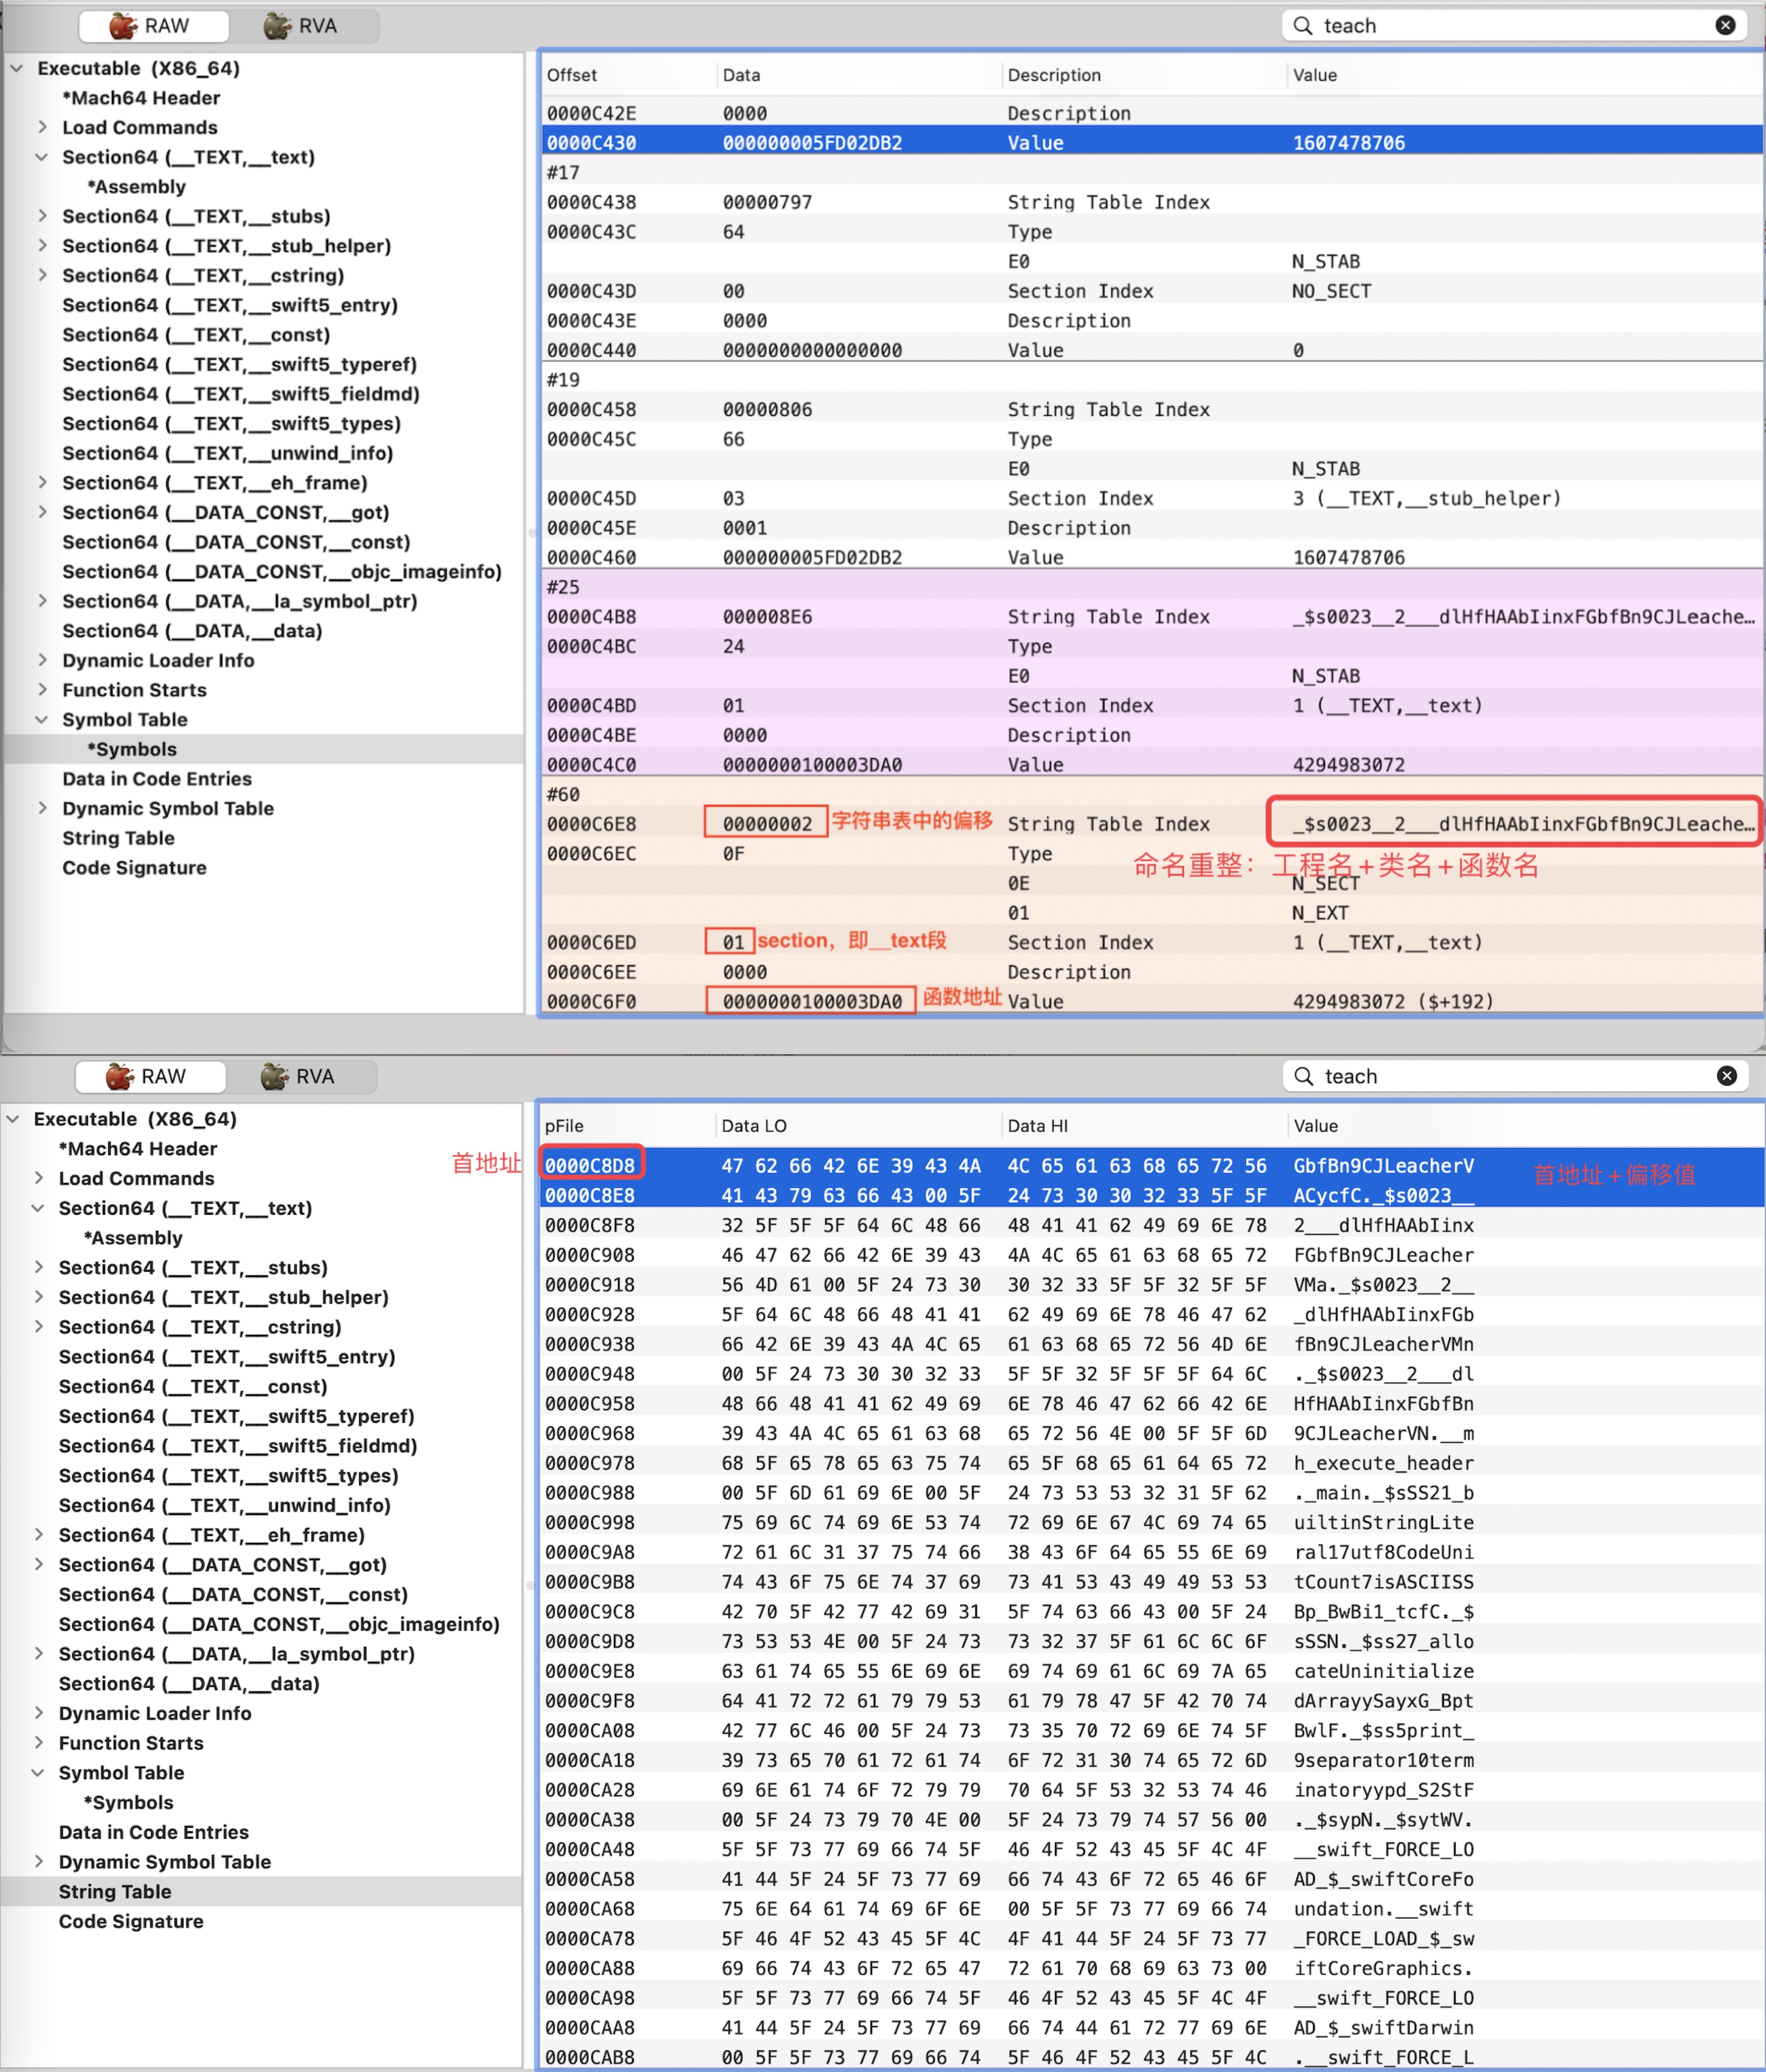 RAW RVA teach
Executable (X86_64)
*Mach64 Header
Load Commands
Section64 (__TEXT,__text)
*Assembly
Section64 (__TEXT,__stubs)
Section64 (__TEXT,__stub_helper)
Section64 (__TEXT,__cstring)
Section64 (__TEXT,__swift5_entry)
Section64 (__TEXT,__const)
Section64 (__TEXT,__swift5_typeref)
Section64 (__TEXT,__swift5_fieldmd)
Section64 (__TEXT,__swift5_types)
Section64 (__TEXT,__unwind_info)
Section64 (__TEXT,__eh_frame)
Section64 (__DATA_CONST,__got)
Section64 (__DATA_CONST,__const)
Section64 (__DATA_CONST,__objc_imageinfo)
Section64 (__DATA,__la_symbol_ptr)
Section64 (__DATA,__data)
Dynamic Loader Info
Function Starts
Symbol Table
*Symbols
Data in Code Entries
Dynamic Symbol Table
String Table
Code Signature
Offset Data Description Value
0000C42E 0000 Description
0000C430 000000005FD02DB2 Value 1607478706
#17
0000C438 00000797 String Table Index
0000C43C 64 Type
E0 N_STAB
0000C43D 00 Section Index NO_SECT
0000C43E 0000 Description
0000C440 0000000000000000 Value 0
#19
0000C458 00000806 String Table Index
0000C45C 66 Type
E0 N_STAB
0000C45D 03 Section Index 3 (__TEXT,__stub_helper)
0000C45E 0001 Description
0000C460 000000005FD02DB2 Value 1607478706
#25
0000C4B8 000008E6 String Table Index _$s0023__2___dlHfHAAbIinxFGbfBn9CJLeache…
0000C4BC 24 Type
E0 N_STAB
0000C4BD 01 Section Index 1 (__TEXT,__text)
0000C4BE 0000 Description
0000C4C0 0000000100003DA0 Value 4294983072
#60
0000C6E8 00000002 字符串表中的偏移 String Table Index _$s0023__2___dlHfHAAbIinxFGbfBn9CJLeache…
0000C6EC 0F Type
命名重整：工程名+类名+函数名
0E N_SECT
01 N_EXT
0000C6ED 01 section，即__text段 Section Index 1 (__TEXT,__text)
0000C6EE 0000 Description
0000C6F0 0000000100003DA0 函数地址 Value 4294983072 ($+192)
RAW RVA teach
Executable (X86_64)
*Mach64 Header
Load Commands
Section64 (__TEXT,__text)
*Assembly
Section64 (__TEXT,__stubs)
Section64 (__TEXT,__stub_helper)
Section64 (__TEXT,__cstring)
Section64 (__TEXT,__swift5_entry)
Section64 (__TEXT,__const)
Section64 (__TEXT,__swift5_typeref)
Section64 (__TEXT,__swift5_fieldmd)
Section64 (__TEXT,__swift5_types)
Section64 (__TEXT,__unwind_info)
Section64 (__TEXT,__eh_frame)
Section64 (__DATA_CONST,__got)
Section64 (__DATA_CONST,__const)
Section64 (__DATA_CONST,__objc_imageinfo)
Section64 (__DATA,__la_symbol_ptr)
Section64 (__DATA,__data)
Dynamic Loader Info
Function Starts
Symbol Table
*Symbols
Data in Code Entries
Dynamic Symbol Table
String Table
Code Signature
pFile Data LO Data HI Value
首地址 0000C8D8 47 62 66 42 6E 39 43 4A 4C 65 61 63 68 65 72 56 GbfBn9CJLeacherV 首地址+偏移值
0000C8E8 41 43 79 63 66 43 00 5F 24 73 30 30 32 33 5F 5F ACycfC._$s0023__
0000C8F8 32 5F 5F 5F 64 6C 48 66 48 41 41 62 49 69 6E 78 2___dlHfHAAbIinx
0000C908 46 47 62 66 42 6E 39 43 4A 4C 65 61 63 68 65 72 FGbfBn9CJLeacher
0000C918 56 4D 61 00 5F 24 73 30 30 32 33 5F 5F 32 5F 5F VMa._$s0023__2__
0000C928 5F 64 6C 48 66 48 41 41 62 49 69 6E 78 46 47 62 _dlHfHAAbIinxFGb
0000C938 66 42 6E 39 43 4A 4C 65 61 63 68 65 72 56 4D 6E fBn9CJLeacherVMn
0000C948 00 5F 24 73 30 30 32 33 5F 5F 32 5F 5F 5F 64 6C ._$s0023__2___dl
0000C958 48 66 48 41 41 62 49 69 6E 78 46 47 62 66 42 6E HfHAAbIinxFGbfBn
0000C968 39 43 4A 4C 65 61 63 68 65 72 56 4E 00 5F 5F 6D 9CJLeacherVN.__m
0000C978 68 5F 65 78 65 63 75 74 65 5F 68 65 61 64 65 72 h_execute_header
0000C988 00 5F 6D 61 69 6E 00 5F 24 73 53 53 32 31 5F 62 ._main._$sSS21_b
0000C998 75 69 6C 74 69 6E 53 74 72 69 6E 67 4C 69 74 65 uiltinStringLite
0000C9A8 72 61 6C 31 37 75 74 66 38 43 6F 64 65 55 6E 69 ral17utf8CodeUni
0000C9B8 74 43 6F 75 6E 74 37 69 73 41 53 43 49 49 53 53 tCount7isASCIISS
0000C9C8 42 70 5F 42 77 42 69 31 5F 74 63 66 43 00 5F 24 Bp_BwBi1_tcfC._$
0000C9D8 73 53 53 4E 00 5F 24 73 73 32 37 5F 61 6C 6C 6F sSSN._$ss27_allo
0000C9E8 63 61 74 65 55 6E 69 6E 69 74 69 61 6C 69 7A 65 cateUninitialize
0000C9F8 64 41 72 72 61 79 79 53 61 79 78 47 5F 42 70 74 dArrayySayxG_Bpt
0000CA08 42 77 6C 46 00 5F 24 73 73 35 70 72 69 6E 74 5F BwlF._$ss5print_
0000CA18 39 73 65 70 61 72 61 74 6F 72 31 30 74 65 72 6D 9separator10term
0000CA28 69 6E 61 74 6F 72 79 79 70 64 5F 53 32 53 74 46 inatoryypd_S2StF
0000CA38 00 5F 24 73 79 70 4E 00 5F 24 73 79 74 57 56 00 ._$sypN._$sytWV.
0000CA48 5F 5F 73 77 69 66 74 5F 46 4F 52 43 45 5F 4C 4F __swift_FORCE_LO
0000CA58 41 44 5F 24 5F 73 77 69 66 74 43 6F 72 65 46 6F AD_$_swiftCoreFo
0000CA68 75 6E 64 61 74 69 6F 6E 00 5F 5F 73 77 69 66 74 undation.__swift
0000CA78 5F 46 4F 52 43 45 5F 4C 4F 41 44 5F 24 5F 73 77 _FORCE_LOAD_$_sw
0000CA88 69 66 74 43 6F 72 65 47 72 61 70 68 69 63 73 00 iftCoreGraphics.
0000CA98 5F 5F 73 77 69 66 74 5F 46 4F 52 43 45 5F 4C 4F __swift_FORCE_LO
0000CAA8 41 44 5F 24 5F 73 77 69 66 74 44 61 72 77 69 6E AD_$_swiftDarwin
0000CAB8 00 5F 5F 73 77 69 66 74 5F 46 4F 52 43 45 5F 4C .__swift_FORCE_L